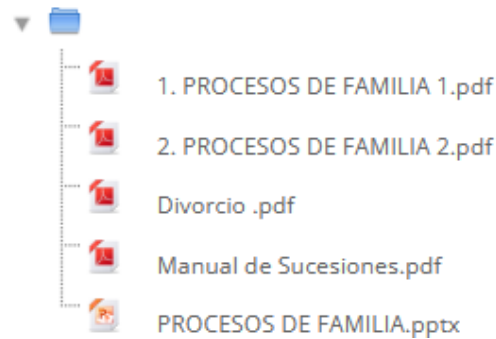 1. PROCESOS DE FAMILIA 1.pdf
2. PROCESOS DE FAMILIA 2.pdf
Divorcio .pdf
Manual de Sucesiones.pdf
PROCESOS DE FAMILIA.pptx